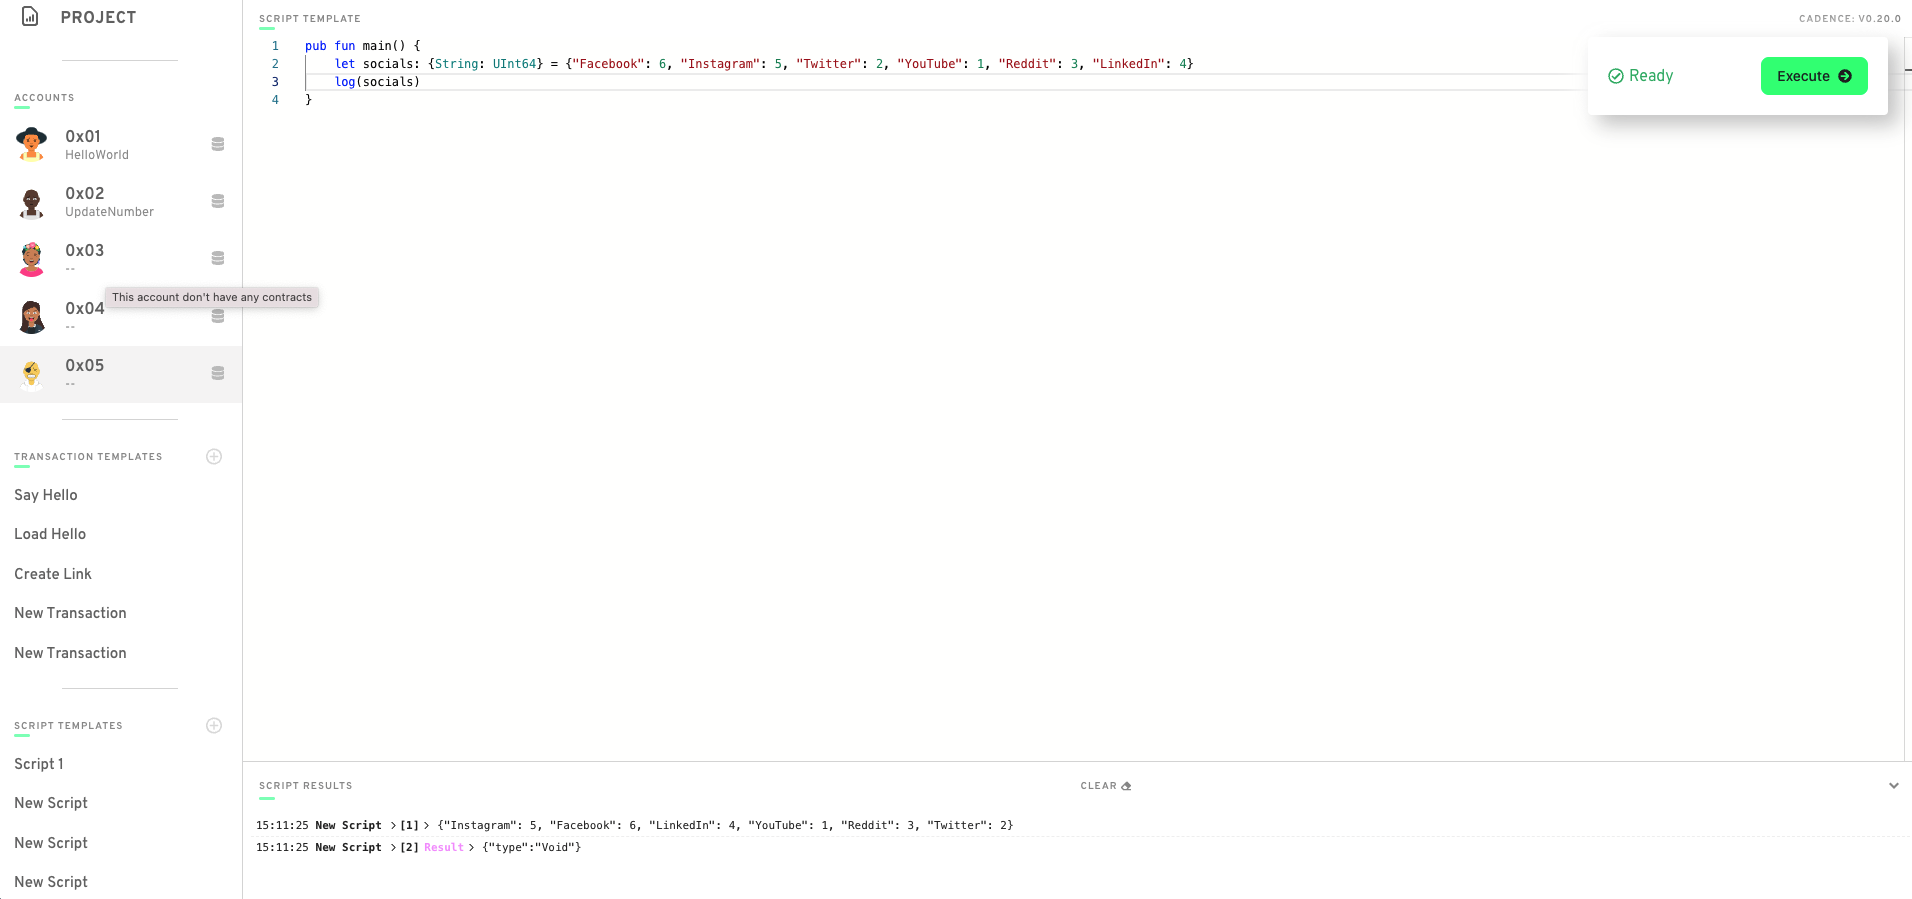 PROJECT
ACCOUNTS
0x01
HelloWorld
0x02
UpdateNumber
0x03
--
This account don't have any contracts
0x04
--
0x05
--
TRANSACTION TEMPLATES
Say Hello
Load Hello
Create Link
New Transaction
New Transaction
SCRIPT TEMPLATES
Script 1
New Script
New Script
New Script
SCRIPT TEMPLATE
CADENCE: V0.20.0
1 pub fun main() {
2 let socials: {String: UInt64} = {"Facebook": 6, "Instagram": 5, "Twitter": 2, "YouTube": 1, "Reddit": 3, "LinkedIn": 4}
3 log(socials)
4 }
Ready
Execute
SCRIPT RESULTS
CLEAR
15:11:25 New Script > [1] > {"Instagram": 5, "Facebook": 6, "LinkedIn": 4, "YouTube": 1, "Reddit": 3, "Twitter": 2}
15:11:25 New Script > [2] Result > {"type":"Void"}